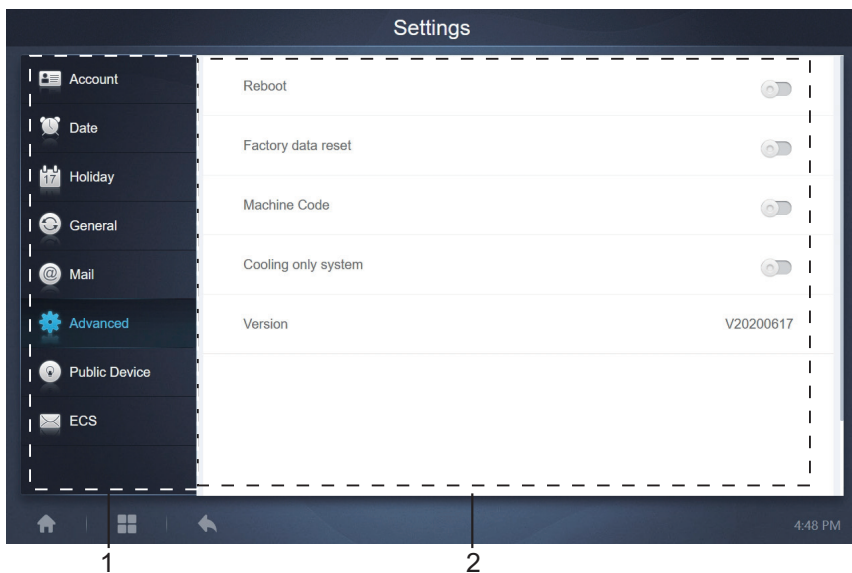 Settings
Account
Date
17
Holiday
General
@
Mail
Advanced
Public Device
ECS
Reboot
Factory data reset
Machine Code
Cooling only system
Version V20200617
4:48 PM
1
2